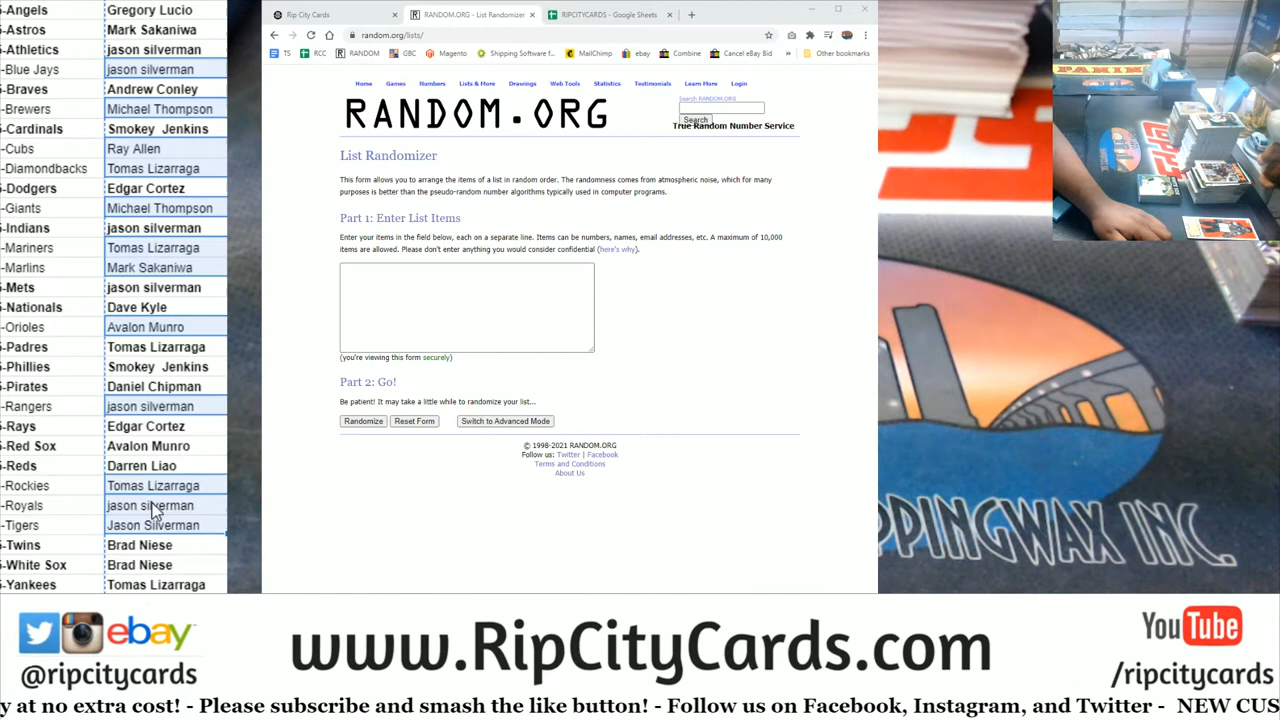 -Angels Gregory Lucio
-Astros Mark Sakaniwa
-Athletics jason silverman
-Blue Jays jason silverman
-Braves Andrew Conley
-Brewers Michael Thompson
-Cardinals Smokey Jenkins
-Cubs Ray Allen
-Diamondbacks Tomas Lizarraga
-Dodgers Edgar Cortez
-Giants Michael Thompson
-Indians jason silverman
-Mariners Tomas Lizarraga
-Marlins Mark Sakaniwa
-Mets jason silverman
-Nationals Dave Kyle
-Orioles Avalon Munro
-Padres Tomas Lizarraga
-Phillies Smokey Jenkins
-Pirates Daniel Chipman
-Rangers jason silverman
-Rays Edgar Cortez
-Red Sox Avalon Munro
-Reds Darren Liao
-Rockies Tomas Lizarraga
-Royals jason silverman
-Tigers Jason Silverman
-Twins Brad Niese
-White Sox Brad Niese
-Yankees Tomas Lizarraga
Rip City Cards
RANDOM.ORG - List Randomizer
RIPCITYCARDS - Google Sheets
random.org/lists/
TS RCC RANDOM GBC Magento Shipping Software f... MailChimp ebay Combine Cancel eBay Bid » Other bookmarks
Home Games Numbers Lists & More Drawings Web Tools Statistics Testimonials Learn More Login
RANDOM.ORG
Search RANDOM.ORG
Search
True Random Number Service
List Randomizer
This form allows you to arrange the items of a list in random order. The randomness comes from atmospheric noise, which for many
purposes is better than the pseudo-random number algorithms typically used in computer programs.
Part 1: Enter List Items
Enter your items in the field below, each on a separate line. Items can be numbers, names, email addresses, etc. A maximum of 10,000
items are allowed. Please don't enter anything you would consider confidential (here's why).
(you're viewing this form securely)
Part 2: Go!
Be patient! It may take a little while to randomize your list...
Randomize Reset Form Switch to Advanced Mode
© 1998-2021 RANDOM.ORG
Follow us: Twitter | Facebook
Terms and Conditions
About Us
PANINI
topps
PPINGWAX INC.
ebay
@ripcitycards
www.RipCityCards.com
YouTube
/ripcitycards
y at no extra cost! - Please subscribe and smash the like button! - Follow us on Facebook, Instagram, and Twitter - NEW CUS